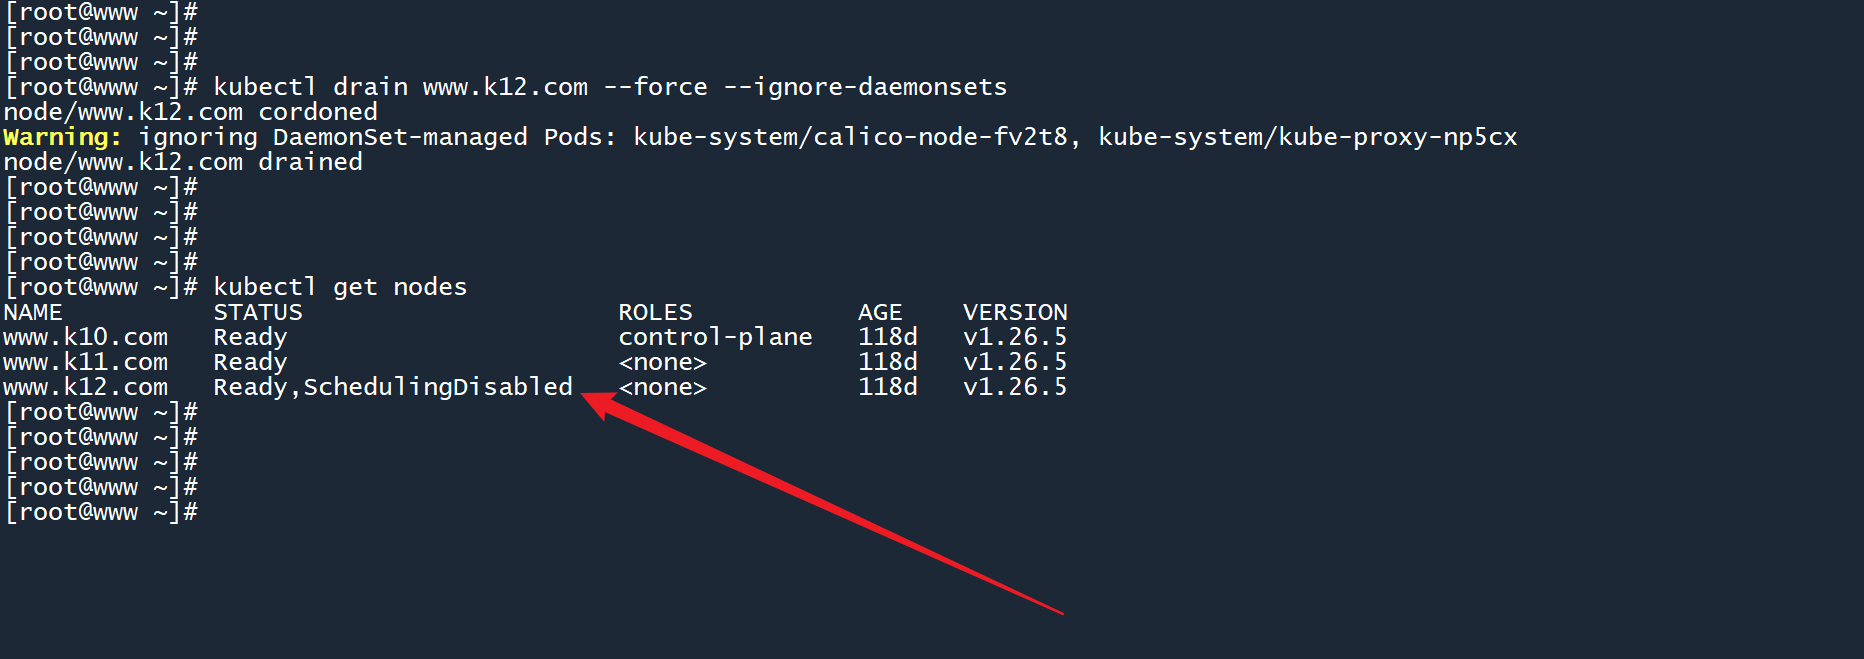 [root@www ~]#
[root@www ~]#
[root@www ~]#
[root@www ~]# kubectl drain www.k12.com --force --ignore-daemonsets
node/www.k12.com cordoned
Warning: ignoring DaemonSet-managed Pods: kube-system/calico-node-fv2t8, kube-system/kube-proxy-np5cx
node/www.k12.com drained
[root@www ~]#
[root@www ~]#
[root@www ~]#
[root@www ~]#
[root@www ~]# kubectl get nodes
NAME STATUS ROLES AGE VERSION
www.k10.com Ready control-plane 118d v1.26.5
www.k11.com Ready <none> 118d v1.26.5
www.k12.com Ready,SchedulingDisabled <none> 118d v1.26.5
[root@www ~]#
[root@www ~]#
[root@www ~]#
[root@www ~]#
[root@www ~]#